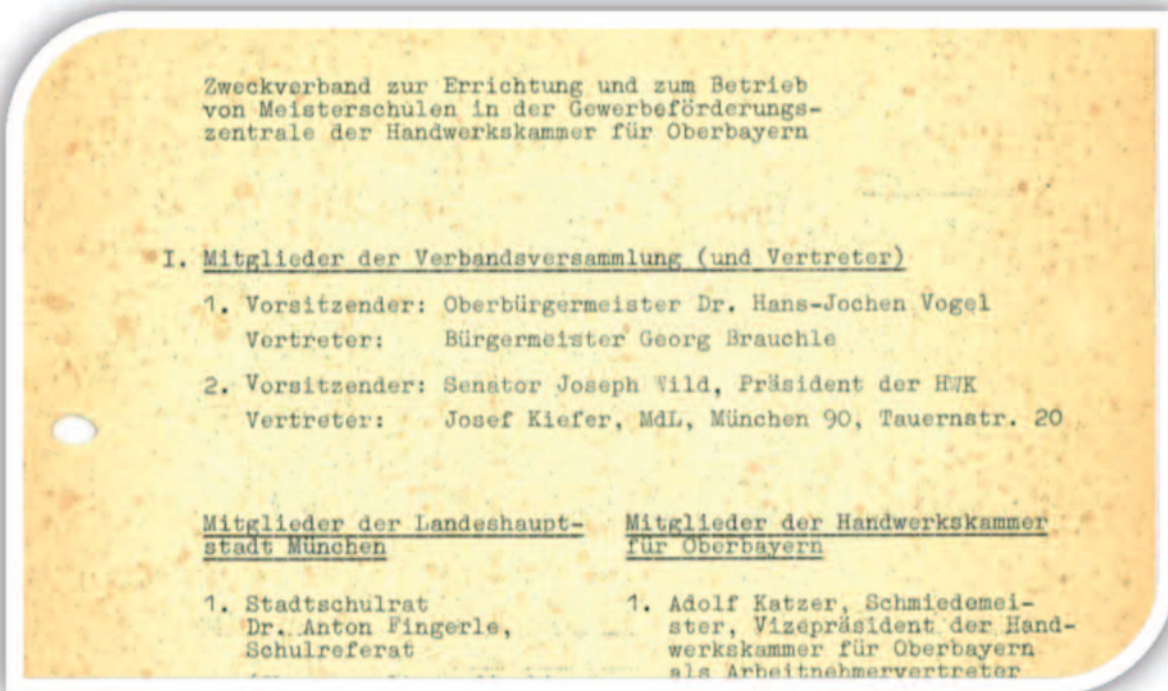 Zweckverband zur Errichtung und zum Betrieb
von Meisterschulen in der Gewerbeförderungs-
zentrale der Handwerkskammer für Oberbayern
I. Mitglieder der Verbandsversammlung (und Vertreter)
1. Vorsitzender: Oberbürgermeister Dr. Hans-Jochen Vogel
Vertreter: Bürgermeister Georg Brauchle
2. Vorsitzender: Senator Joseph Wild, Präsident der HWK
Vertreter: Josef Kiefer, MdL, München 90, Tauernstr. 20
Mitglieder der Landeshaupt-
stadt München
1. Stadtschulrat
Dr. Anton Fingerle,
Schulreferat
Mitglieder der Handwerkskammer
für Oberbayern
1. Adolf Katzer, Schmiedemei-
ster, Vizepräsident der Hand-
werkskammer für Oberbayern
als Arbeitnehmervertreter